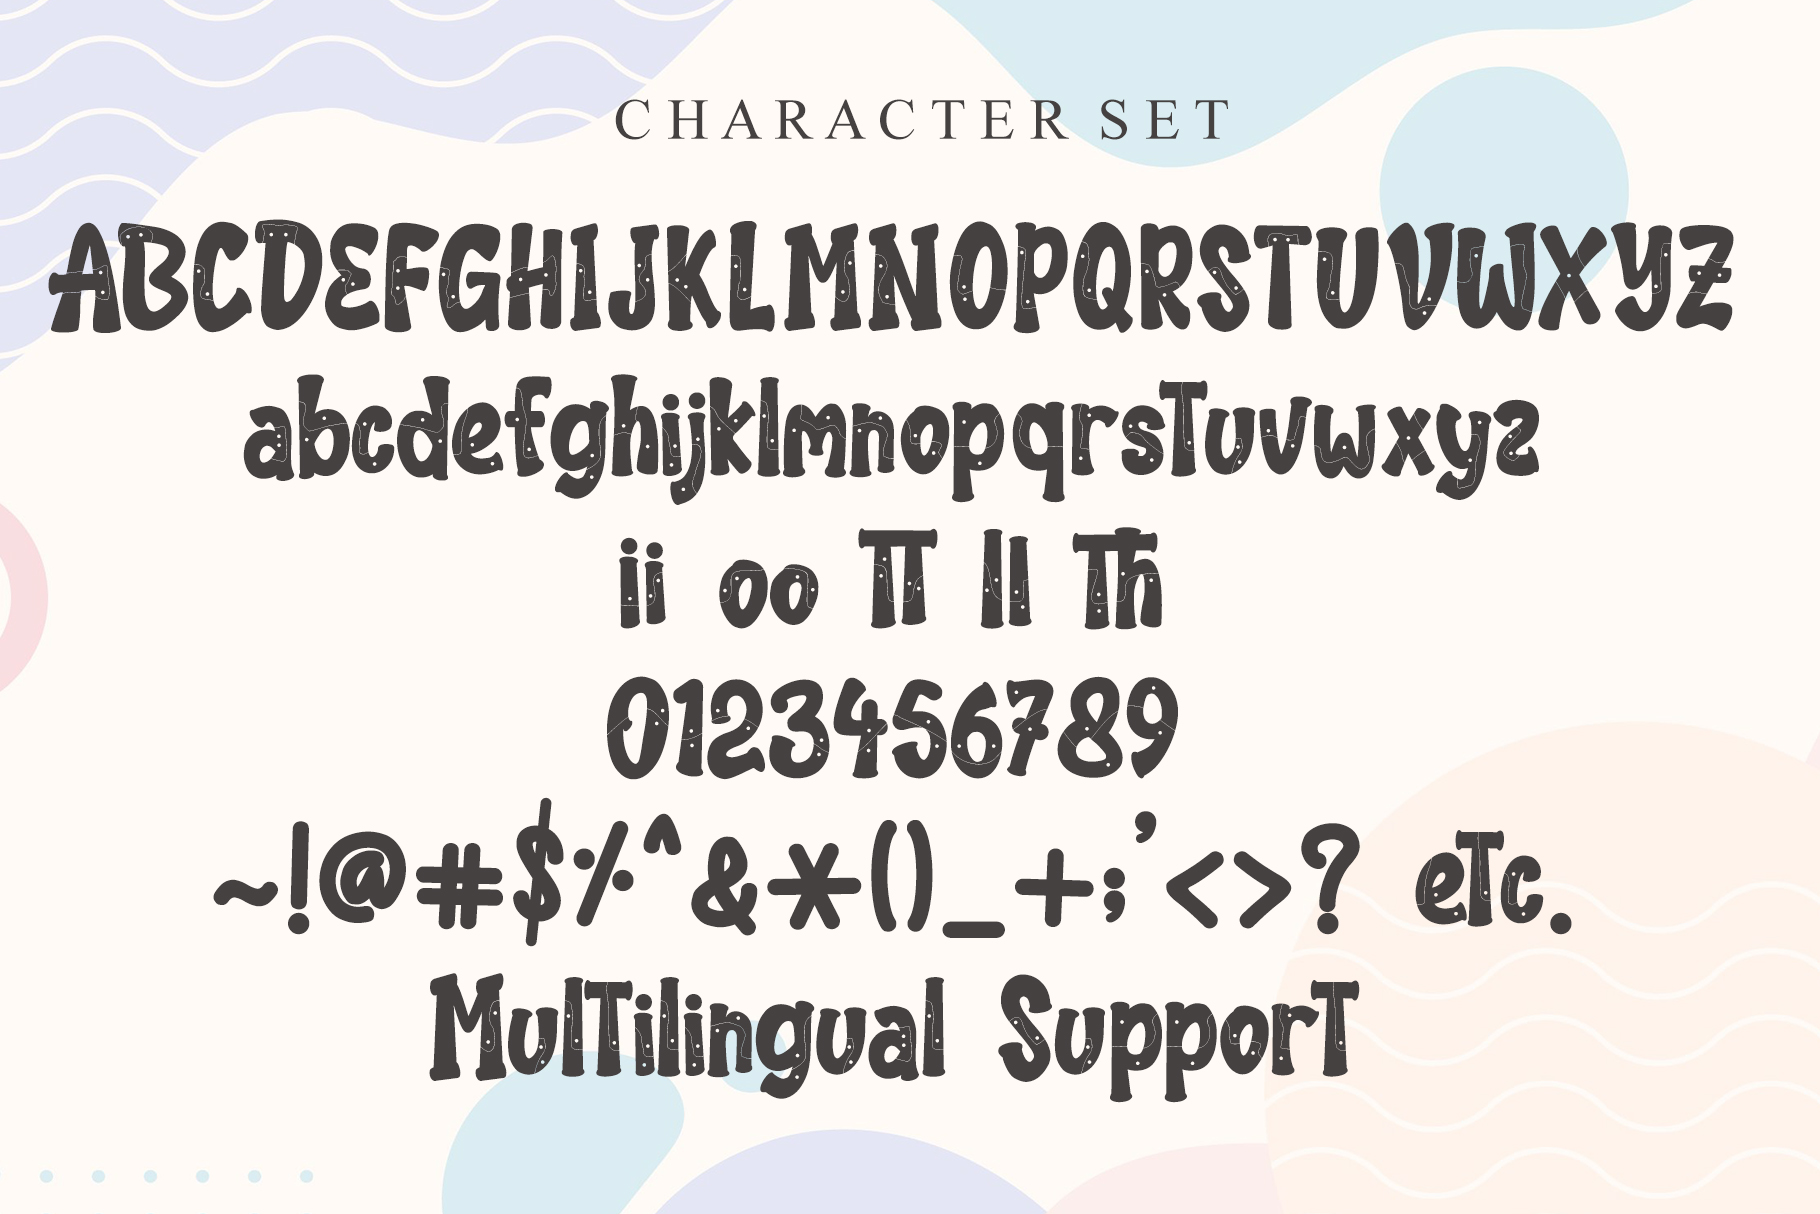 CHARACTER SET
ABCDEFGHIJKLMNOPQRSTUVWXYZ
abcdefghijklmnopqrstuvwxyz
ii oo tt ll th
0123456789
~!@#$%^&*()_+;'<>? etc.
Multilingual Support